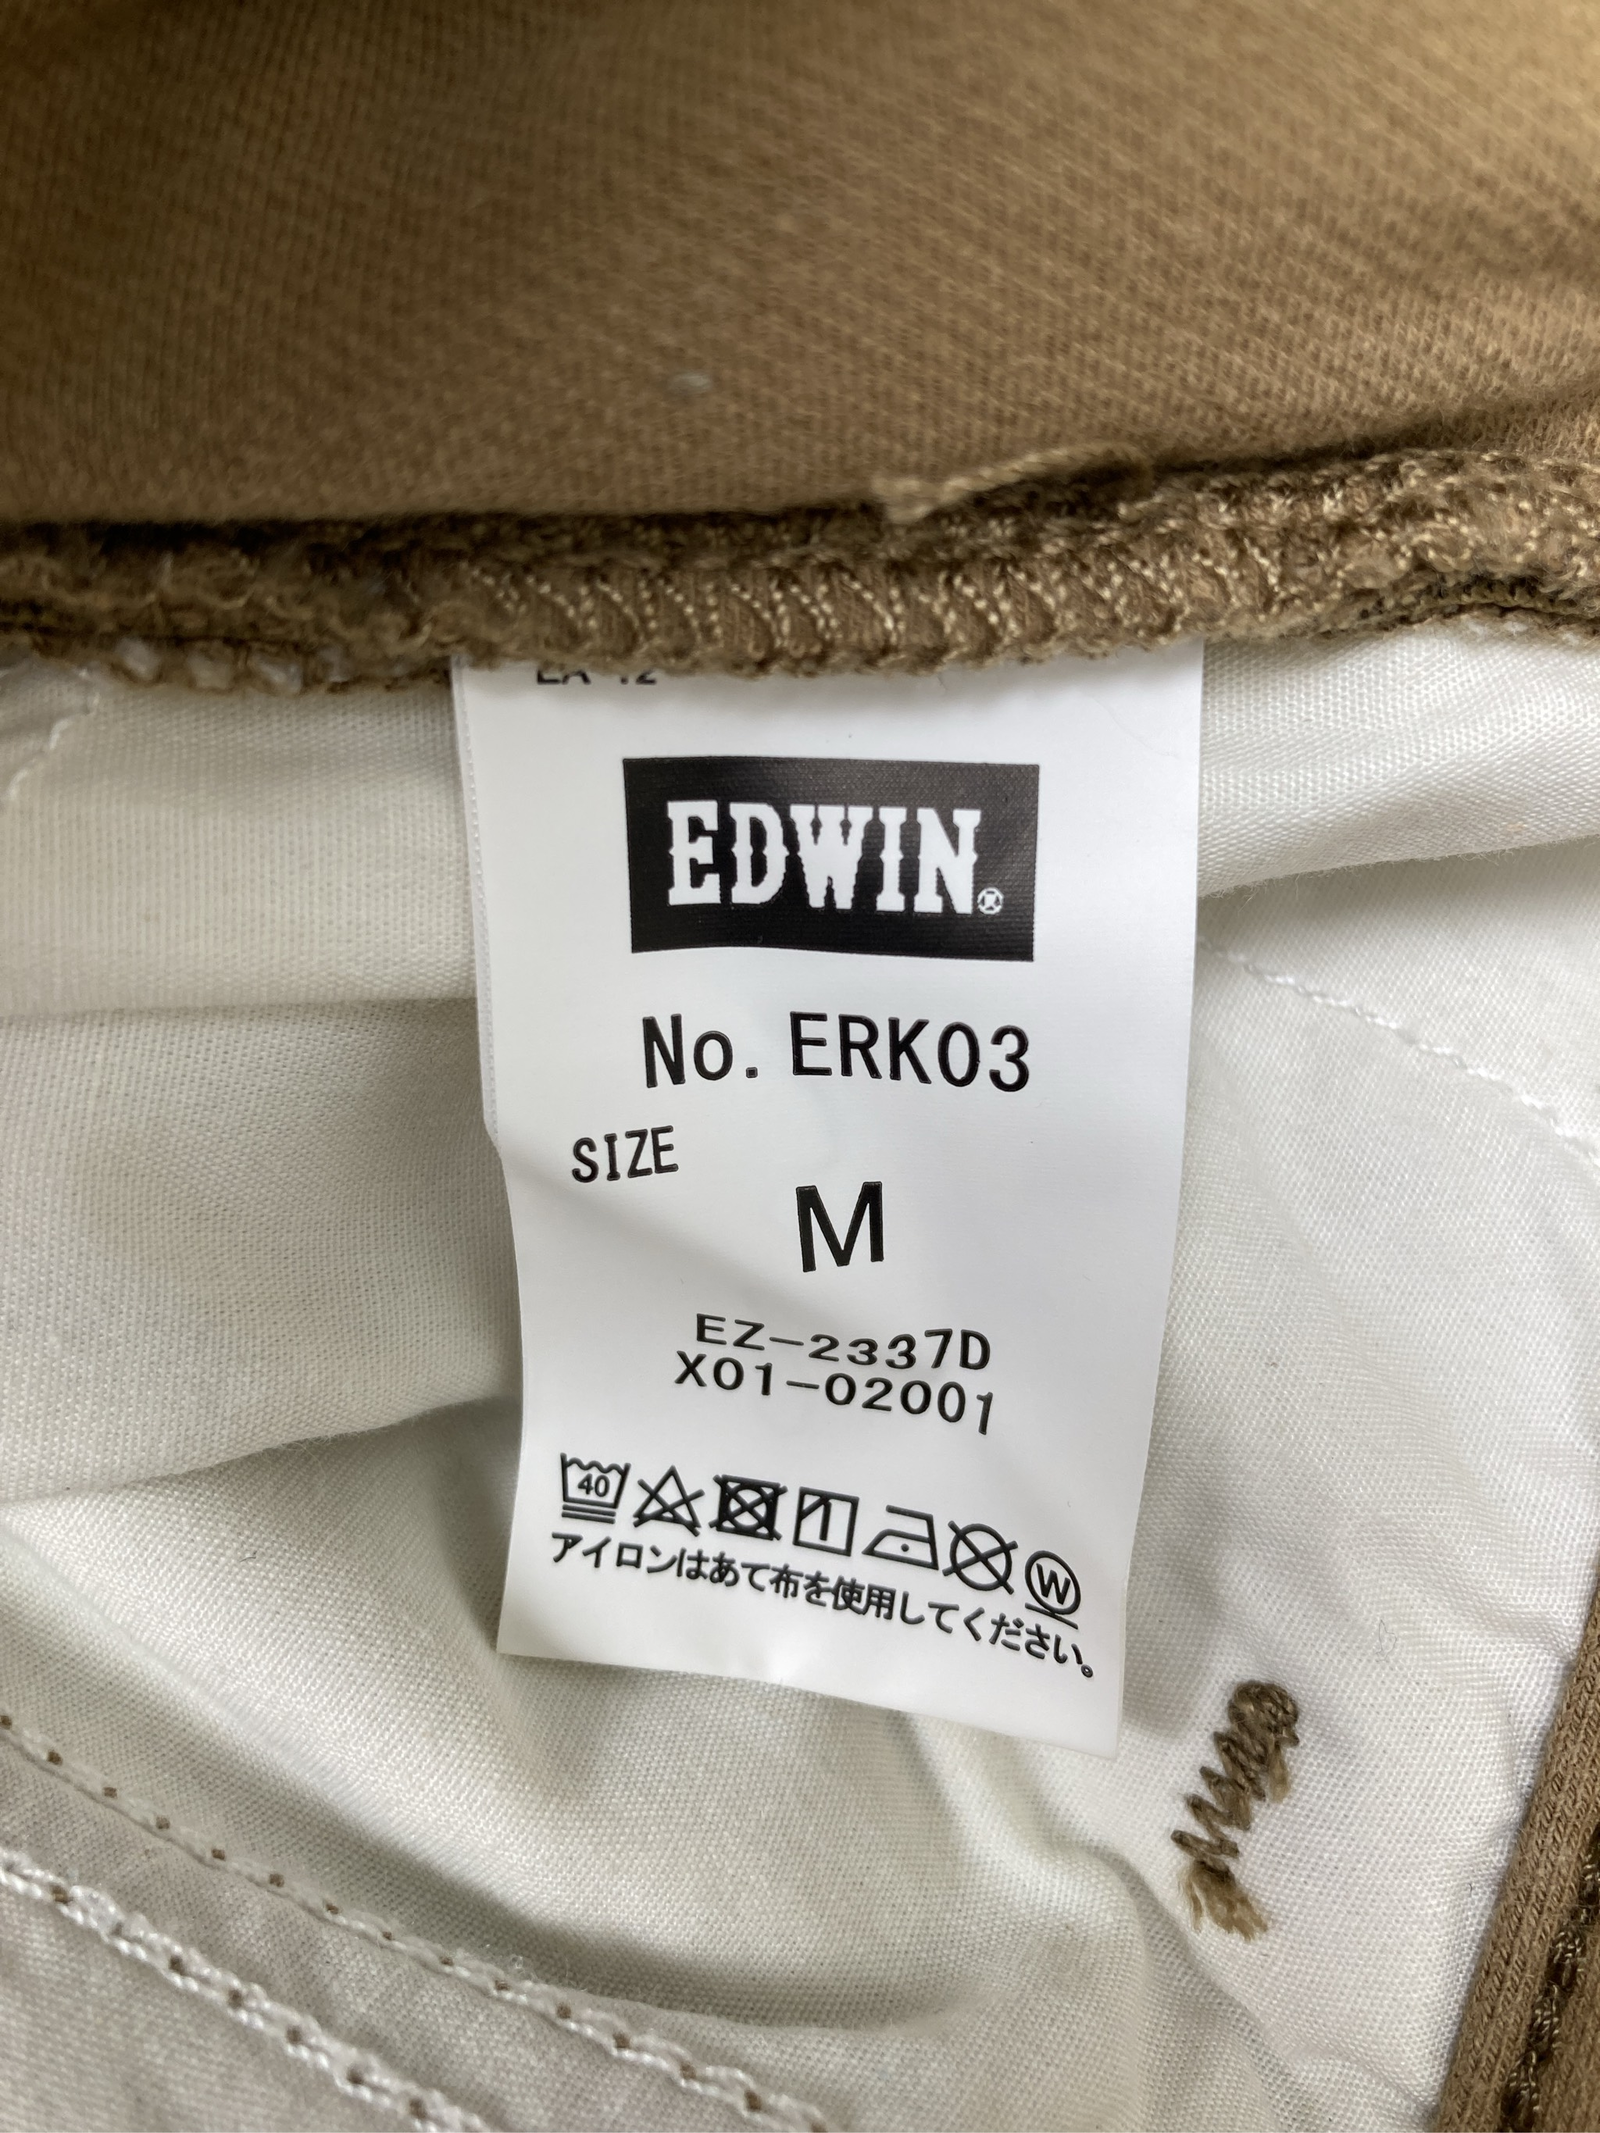 EDWIN®
No. ERK03
SIZE
M
EZ-2337D
X01-02001
40
W
アイロンはあて布を使用してください。